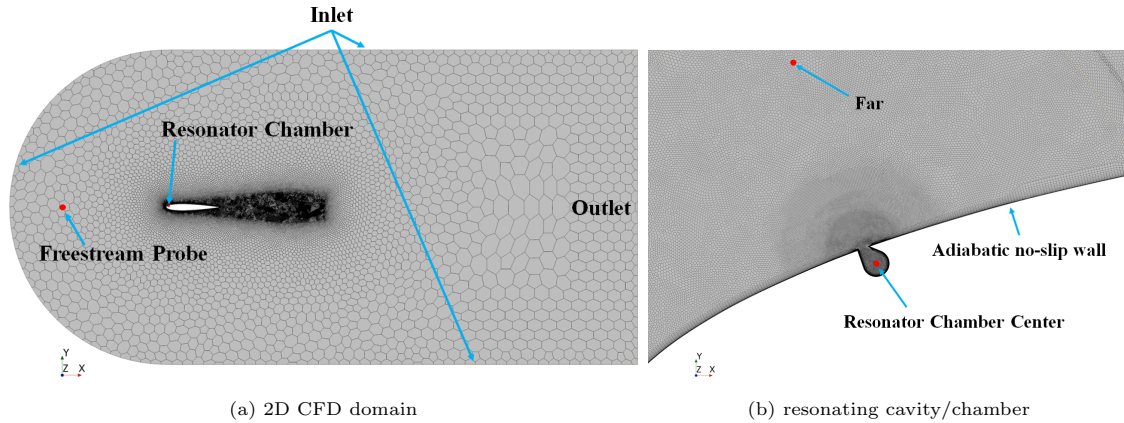 Inlet
Resonator Chamber
Outlet
Freestream Probe
Y
Z X
(a) 2D CFD domain
Far
Adiabatic no-slip wall
Resonator Chamber Center
Y
Z X
(b) resonating cavity/chamber